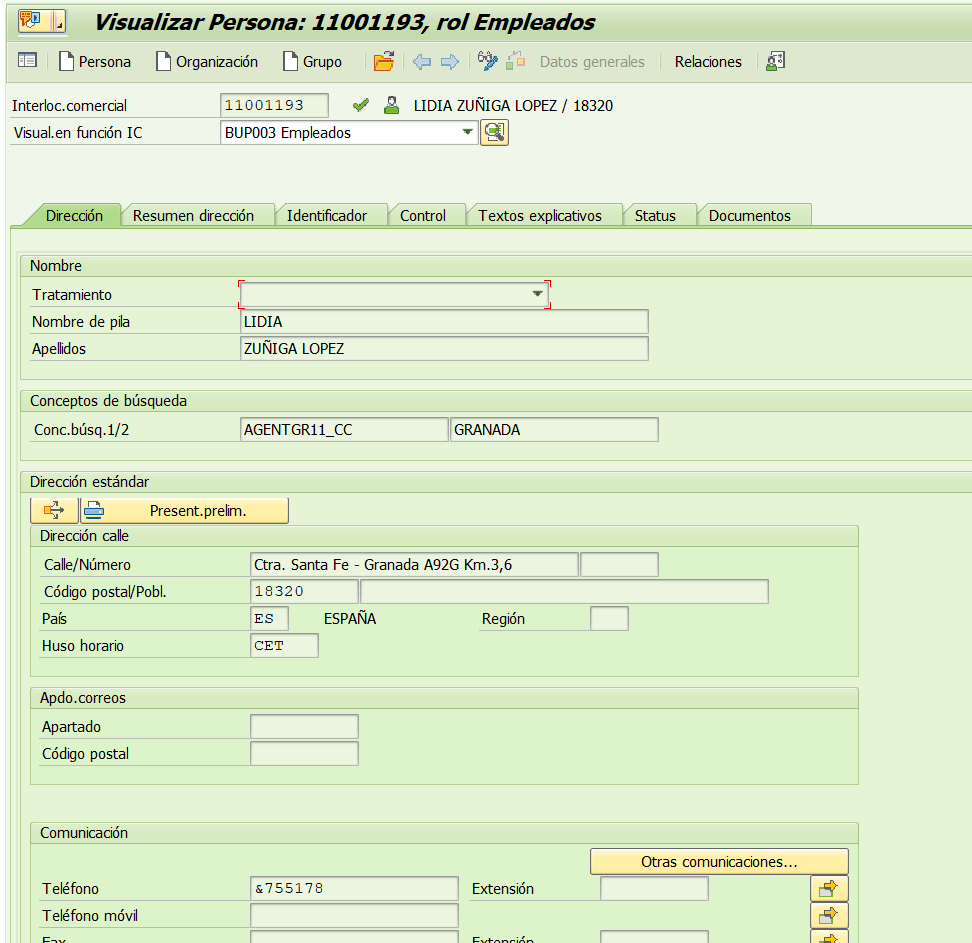 Visualizar Persona: 11001193, rol Empleados
Persona Organización Grupo Datos generales Relaciones
Interloc.comercial 11001193 LIDIA ZUÑIGA LOPEZ / 18320
Visual.en función IC BUP003 Empleados
Dirección Resumen dirección Identificador Control Textos explicativos Status Documentos
Nombre
Tratamiento
Nombre de pila LIDIA
Apellidos ZUÑIGA LOPEZ
Conceptos de búsqueda
Conc.búsq.1/2 AGENTGR11_CC GRANADA
Dirección estándar
Present.prelim.
Dirección calle
Calle/Número Ctra. Santa Fe - Granada A92G Km.3,6
Código postal/Pobl. 18320
País ES ESPAÑA Región
Huso horario CET
Apdo.correos
Apartado
Código postal
Comunicación
Otras comunicaciones...
Teléfono &755178 Extensión
Teléfono móvil
Fax Extensión